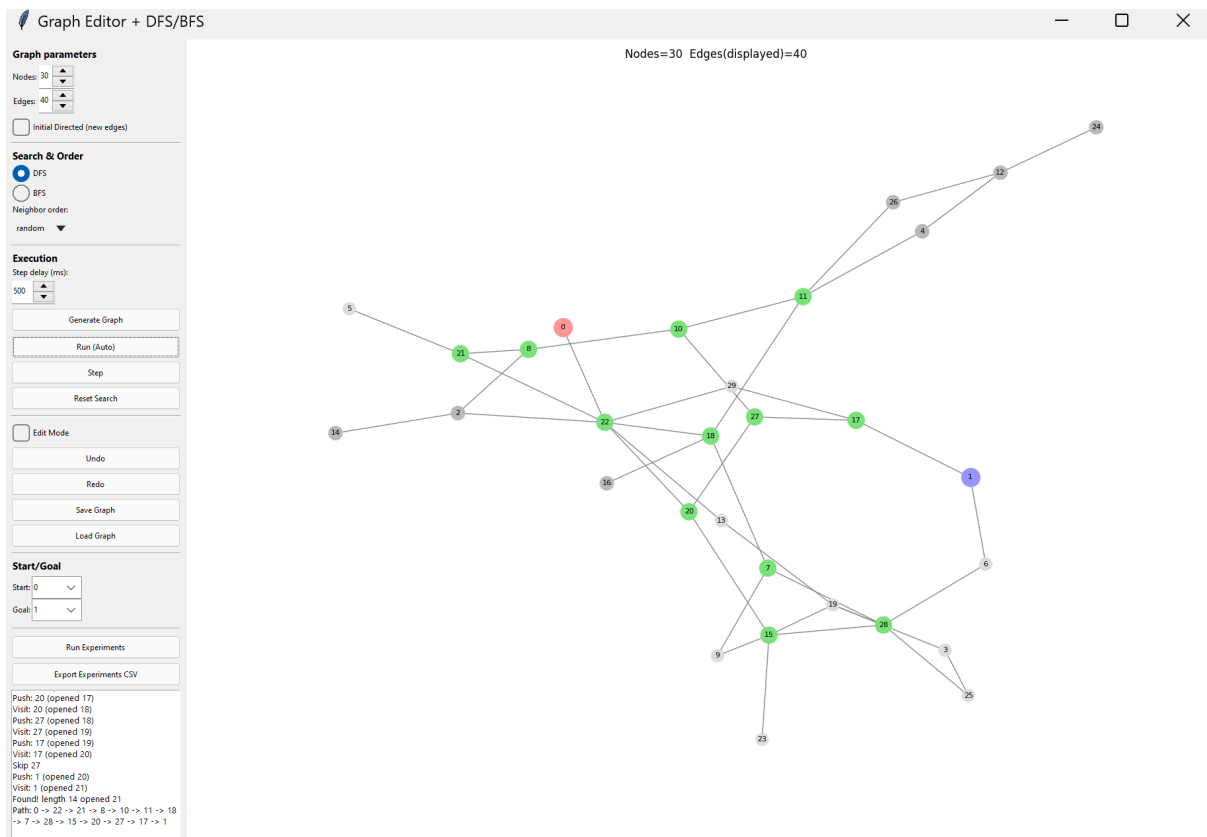 Graph Editor + DFS/BFS
Graph parameters
Nodes: 30
Edges: 40
Initial Directed (new edges)
Search & Order
DFS
BFS
Neighbor order:
random
Execution
Step delay (ms):
500
Generate Graph
Run (Auto)
Step
Reset Search
Edit Mode
Undo
Redo
Save Graph
Load Graph
Start/Goal
Start: 0
Goal: 1
Run Experiments
Export Experiments CSV
Push: 20 (opened 17)
Visit: 20 (opened 18)
Push: 27 (opened 18)
Visit: 27 (opened 19)
Push: 17 (opened 19)
Visit: 17 (opened 20)
Skip 27
Push: 1 (opened 20)
Visit: 1 (opened 21)
Found! length 14 opened 21
Path: 0 -> 22 -> 21 -> 8 -> 10 -> 11 -> 18
-> 7 -> 28 -> 15 -> 20 -> 27 -> 17 -> 1
Nodes=30 Edges(displayed)=40
24
12
26
4
11
5
0
10
8
21
29
2
22
27
17
14
18
1
16
20
13
6
7
19
28
15
3
9
25
23